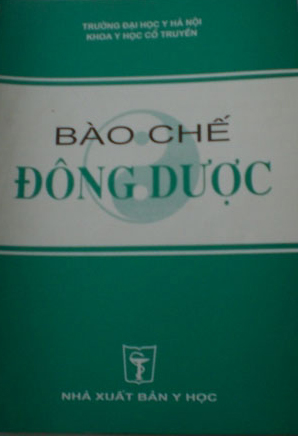 TRƯỜNG ĐẠI HỌC Y HÀ NỘI
KHOA Y HỌC CỔ TRUYỀN
BÀO CHẾ
ĐÔNG DƯỢC
NHÀ XUẤT BẢN Y HỌC